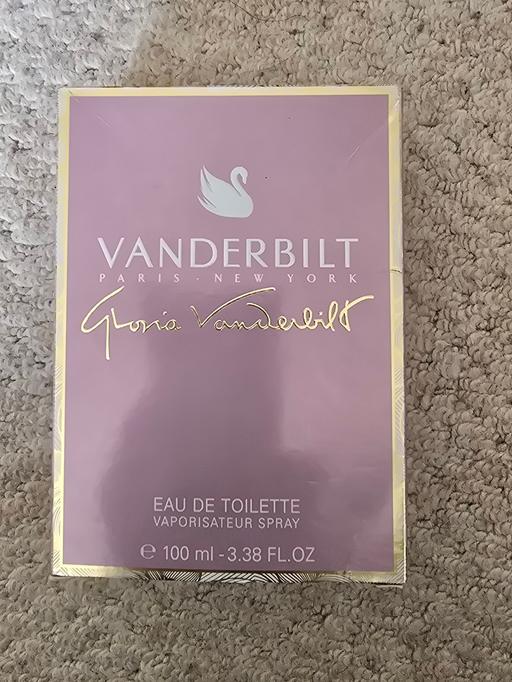 VANDERBILT
PARIS - NEW YORK
Gloria Vanderbilt
EAU DE TOILETTE
VAPORISATEUR SPRAY
℮ 100 ml - 3.38 FL.OZ